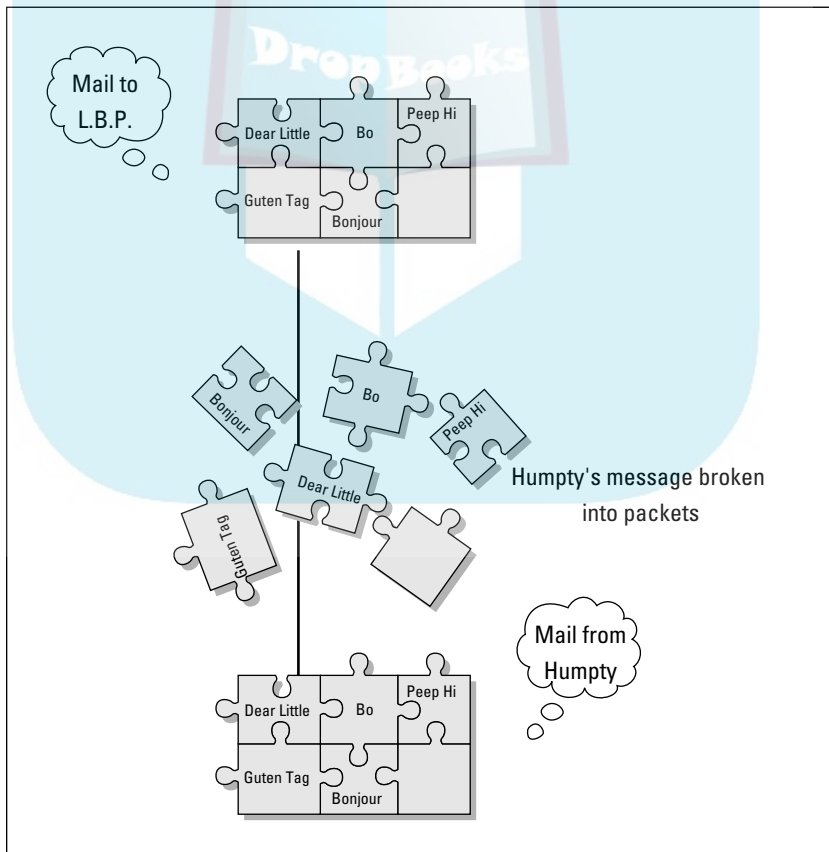 DropBooks
Mail to
L.B.P.
Dear Little
Bo
Peep Hi
Guten Tag
Bonjour
Bonjour
Bo
Peep Hi
Dear Little
Guten Tag
Humpty's message broken
into packets
Mail from
Humpty
Dear Little
Bo
Peep Hi
Guten Tag
Bonjour